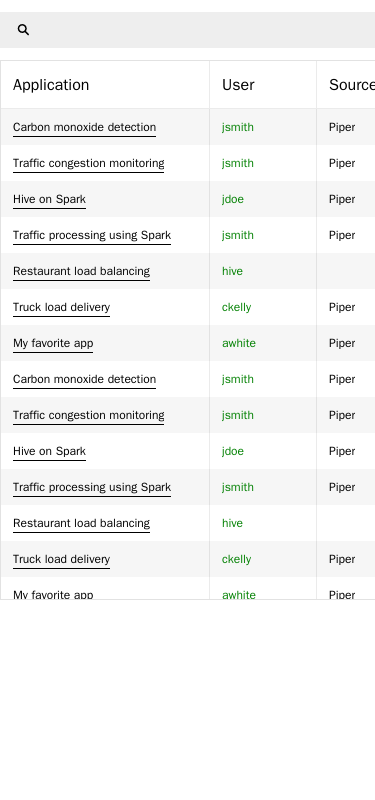 Application User Source
Carbon monoxide detection jsmith Piper
Traffic congestion monitoring jsmith Piper
Hive on Spark jdoe Piper
Traffic processing using Spark jsmith Piper
Restaurant load balancing hive
Truck load delivery ckelly Piper
My favorite app awhite Piper
Carbon monoxide detection jsmith Piper
Traffic congestion monitoring jsmith Piper
Hive on Spark jdoe Piper
Traffic processing using Spark jsmith Piper
Restaurant load balancing hive
Truck load delivery ckelly Piper
My favorite app awhite Piper